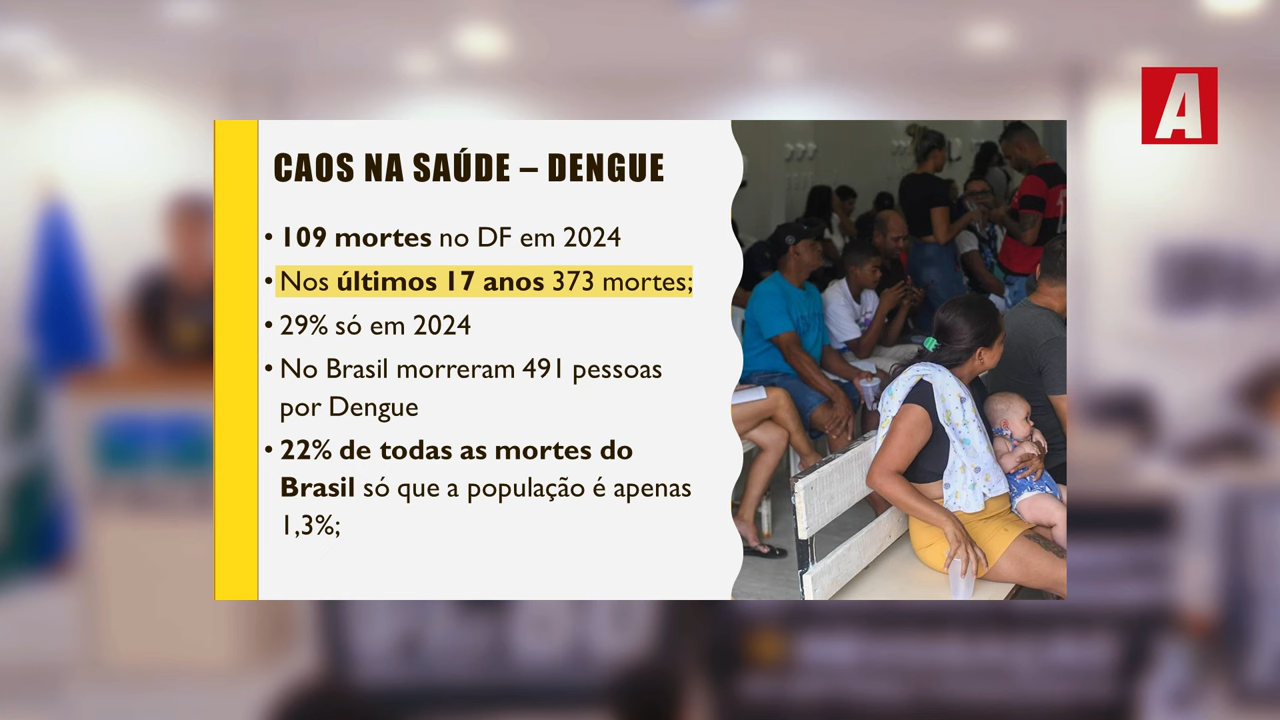 A
CAOS NA SAÚDE – DENGUE
• 109 mortes no DF em 2024
• Nos últimos 17 anos 373 mortes;
• 29% só em 2024
• No Brasil morreram 491 pessoas
por Dengue
• 22% de todas as mortes do
Brasil só que a população é apenas
1,3%;